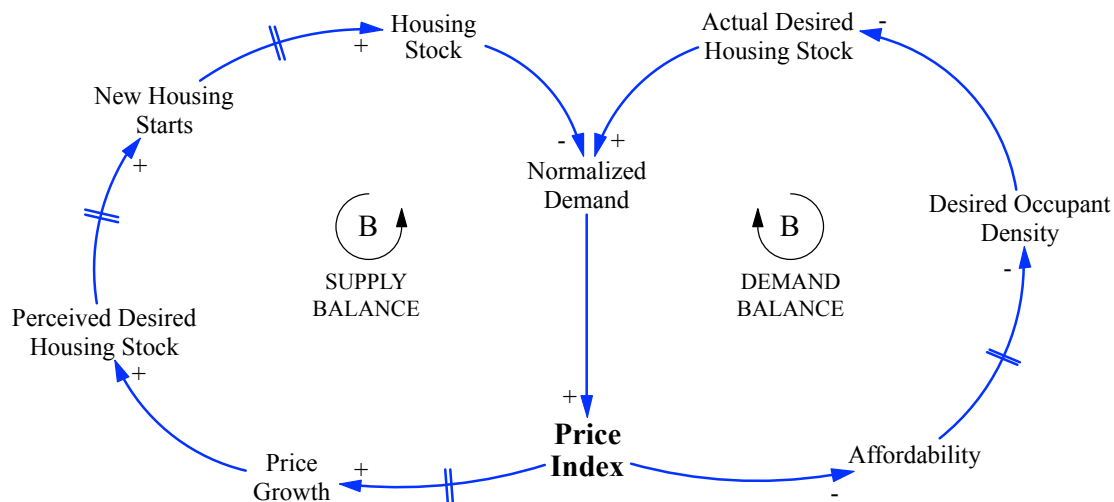 Housing
Stock
+
Actual Desired
Housing Stock
-
New Housing
Starts
+
-
+
Normalized
Demand
Desired Occupant
Density
-
B
SUPPLY
BALANCE
B
DEMAND
BALANCE
Perceived Desired
Housing Stock
+
+
Price
Index
Price
Growth
+
Affordability
-